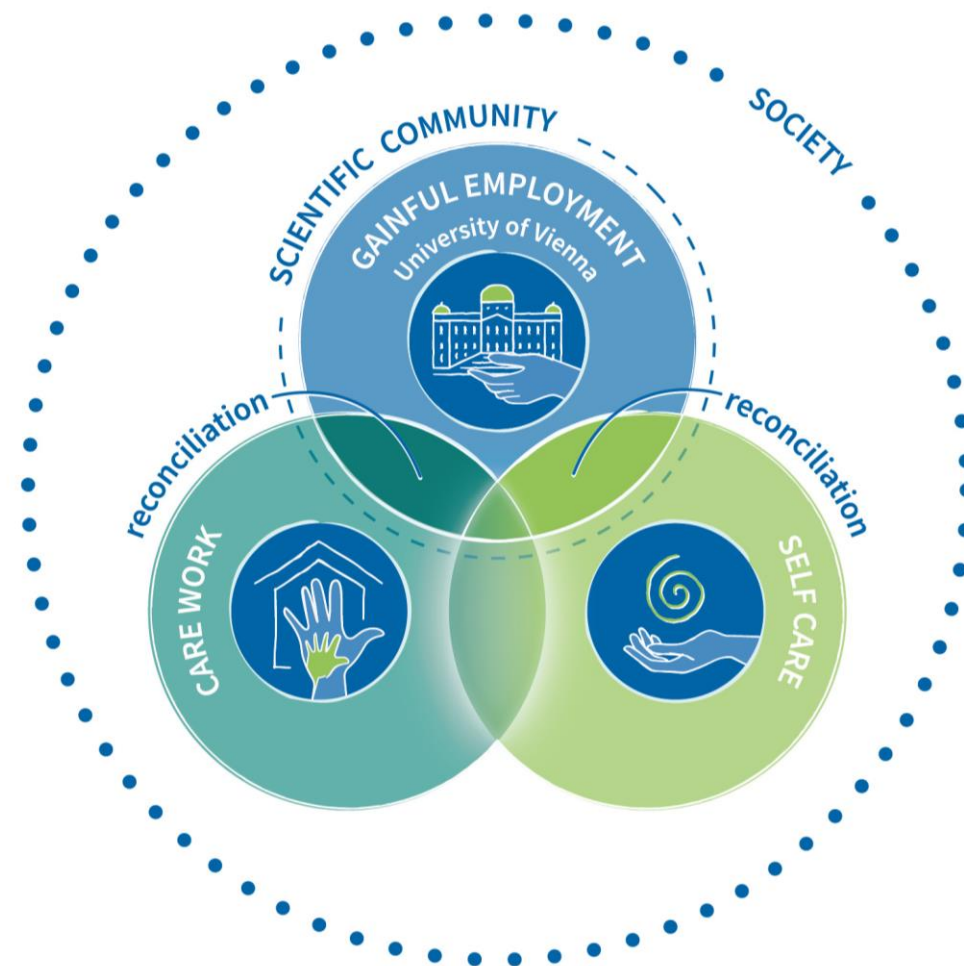 SOCIETY
SCIENTIFIC COMMUNITY
GAINFUL EMPLOYMENT
University of Vienna
reconciliation
reconciliation
CARE WORK
SELF CARE